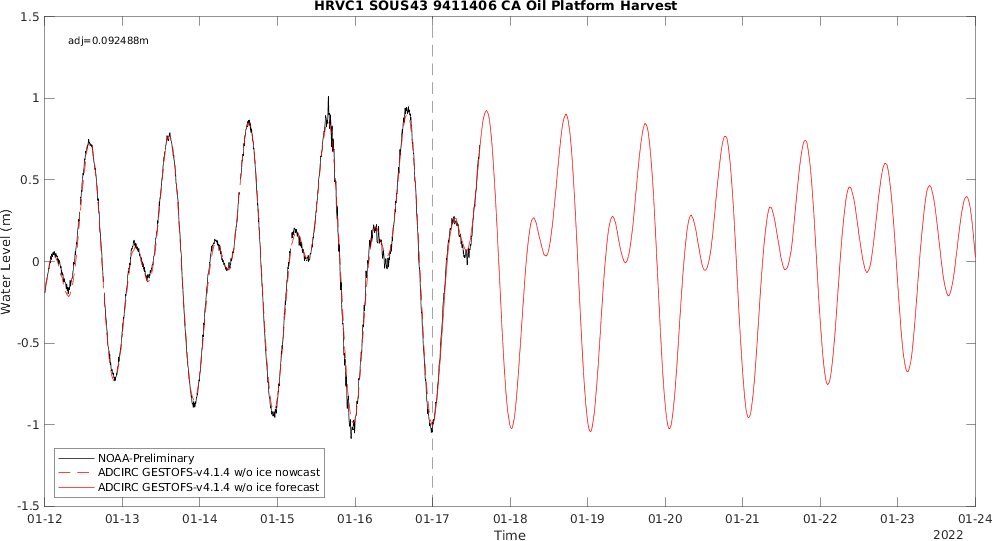 HRVC1 SOUS43 9411406 CA Oil Platform Harvest
adj=0.092488m
1.5
1
0.5
0
-0.5
-1
-1.5
Water Level (m)
NOAA-Preliminary
ADCIRC GESTOFS-v4.1.4 w/o ice nowcast
ADCIRC GESTOFS-v4.1.4 w/o ice forecast
01-12 01-13 01-14 01-15 01-16 01-17 01-18 01-19 01-20 01-21 01-22 01-23 01-24
Time
2022